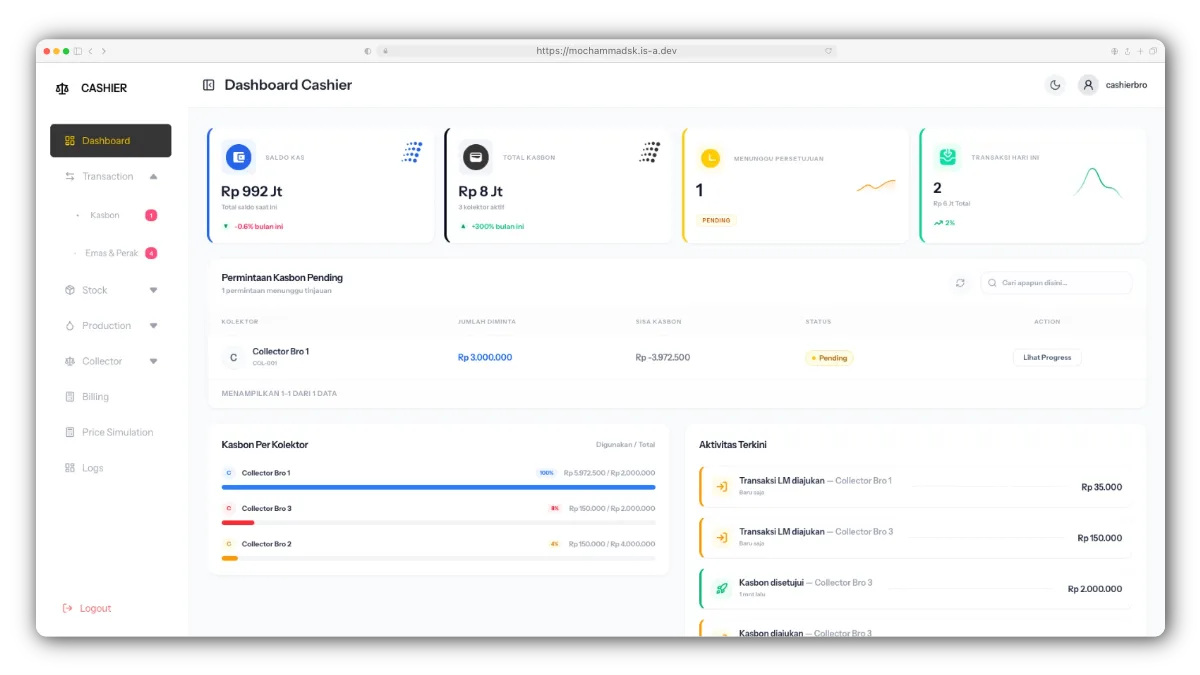 https://mochammadsk.is-a.dev
CASHIER
Dashboard Cashier
cashierbro
Dashboard
Transaction
Kasbon 1
Emas & Perak 4
Stock
Production
Collector
Billing
Price Simulation
Logs
Logout
SALDO KAS
Rp 992 Jt
Total saldo saat ini
-0.6% bulan ini
TOTAL KASBON
Rp 8 Jt
3 kolektor aktif
+300% bulan ini
MENUNGGU PERSETUJUAN
1
PENDING
TRANSAKSI HARI INI
2
Rp 6 Jt Total
2%
Permintaan Kasbon Pending
1 permintaan menunggu tinjauan
Cari apapun disini...
KOLEKTOR JUMLAH DIMINTA SISA KASBON STATUS ACTION
C Collector Bro 1 Rp 3.000.000 Rp -3.972.500 Pending Lihat Progress
COL-001
MENAMPILKAN 1-1 DARI 1 DATA
Kasbon Per Kolektor Digunakan / Total
C Collector Bro 1 100% Rp 5.972.500 / Rp 2.000.000
C Collector Bro 3 8% Rp 150.000 / Rp 2.000.000
C Collector Bro 2 4% Rp 150.000 / Rp 4.000.000
Aktivitas Terkini
Transaksi LM diajukan — Collector Bro 1 Rp 35.000
Baru saja
Transaksi LM diajukan — Collector Bro 3 Rp 150.000
Baru saja
Kasbon disetujui — Collector Bro 3 Rp 2.000.000
1 mnt lalu
Kasbon diajukan — Collector Bro 3